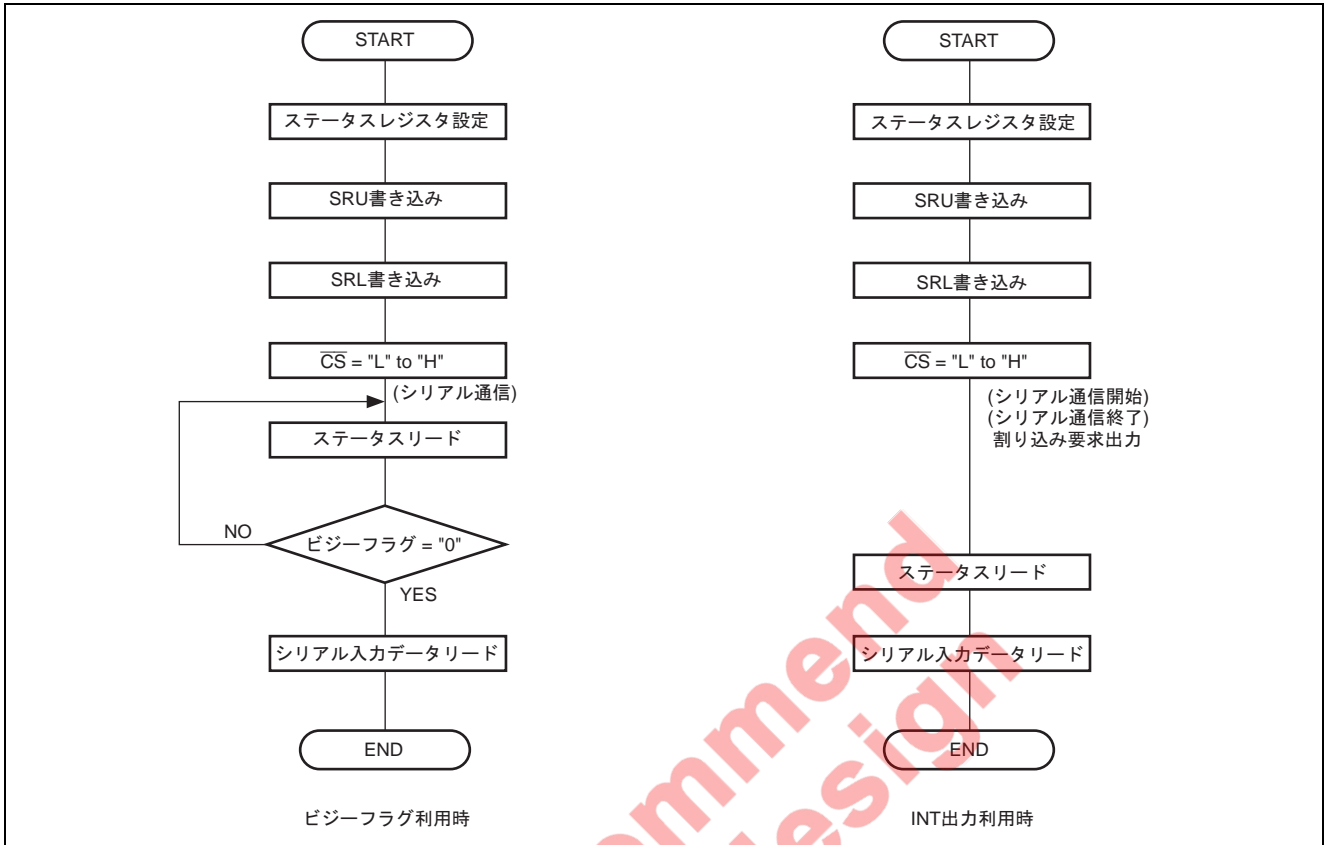 START
ステータスレジスタ設定
SRU書き込み
SRL書き込み
CS = "L" to "H"
(シリアル通信)
ステータスリード
NO
ビジーフラグ = "0"
YES
シリアル入力データリード
END
ビジーフラグ利用時
START
ステータスレジスタ設定
SRU書き込み
SRL書き込み
CS = "L" to "H"
(シリアル通信開始)
(シリアル通信終了)
割り込み要求出力
ステータスリード
シリアル入力データリード
END
INT出力利用時
ommend
design